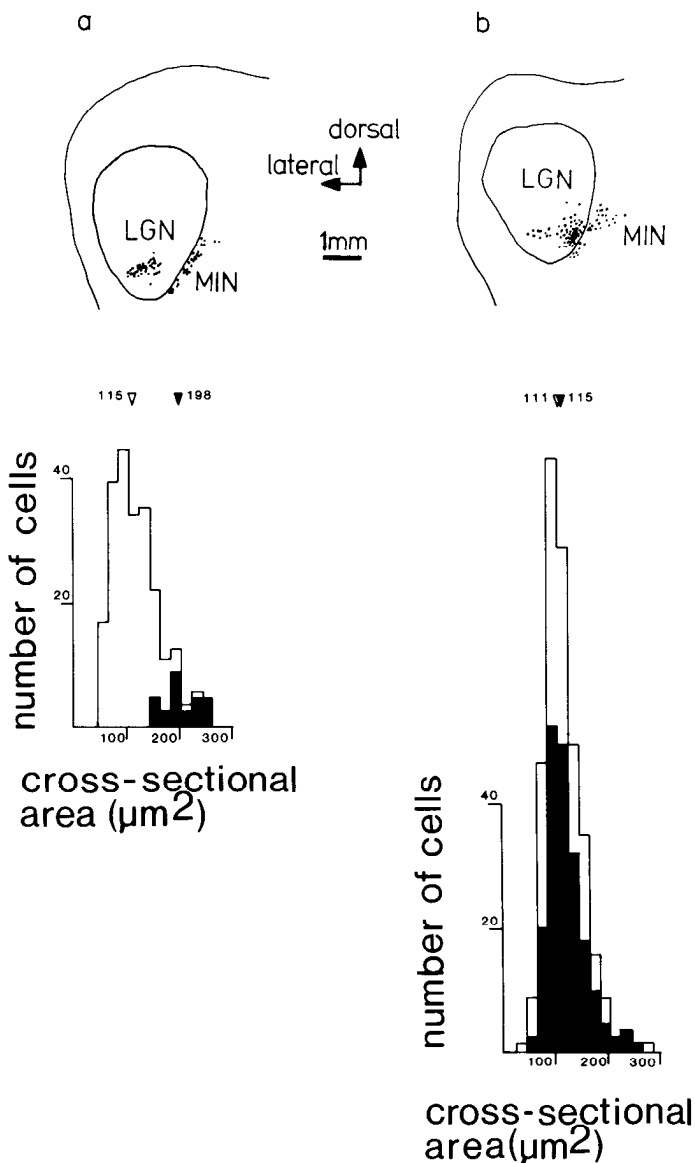 a
b
dorsal
lateral
LGN
MIN
1mm
LGN
MIN
115 198
number of cells
40
20
100 200 300
cross-sectional
area (µm2)
111 115
number of cells
40
20
100 200 300
cross-sectional
area(µm2)